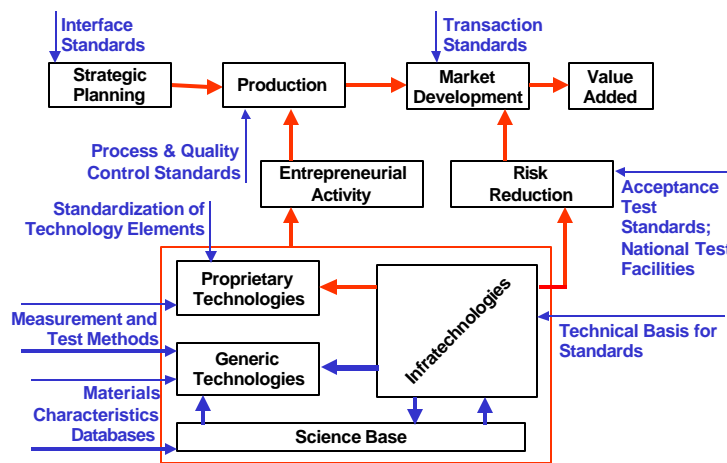 Interface
Standards
Transaction
Standards
Strategic
Planning
Production
Market
Development
Value
Added
Process & Quality
Control Standards
Entrepreneurial
Activity
Risk
Reduction
Acceptance
Test
Standards;
National Test
Facilities
Standardization of
Technology Elements
Proprietary
Technologies
Infratechnologies
Measurement and
Test Methods
Technical Basis for
Standards
Generic
Technologies
Materials
Characteristics
Databases
Science Base